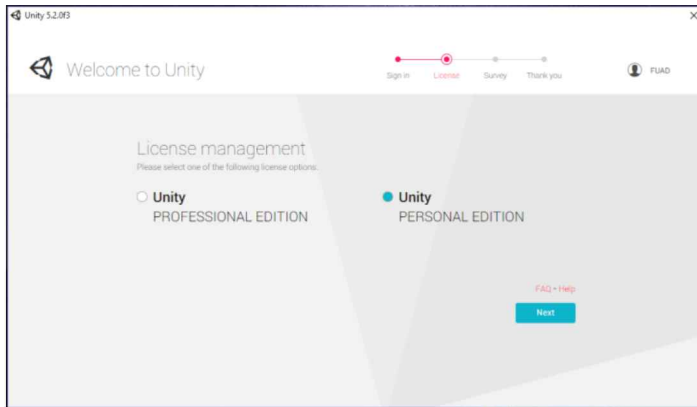 Unity 5.2.0f3
Welcome to Unity
Sign in License Survey Thank you
FUAD
License management
Please select one of the following license options:
Unity
PROFESSIONAL EDITION
Unity
PERSONAL EDITION
FAQ • Help
Next